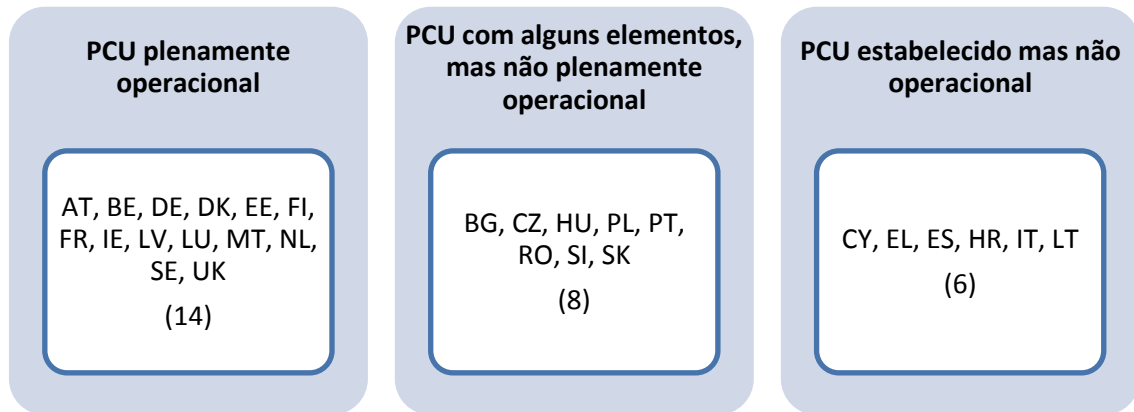 PCU plenamente
operacional
AT, BE, DE, DK, EE, FI,
FR, IE, LV, LU, MT, NL,
SE, UK
(14)
PCU com alguns elementos,
mas não plenamente
operacional
BG, CZ, HU, PL, PT,
RO, SI, SK
(8)
PCU estabelecido mas não
operacional
CY, EL, ES, HR, IT, LT
(6)